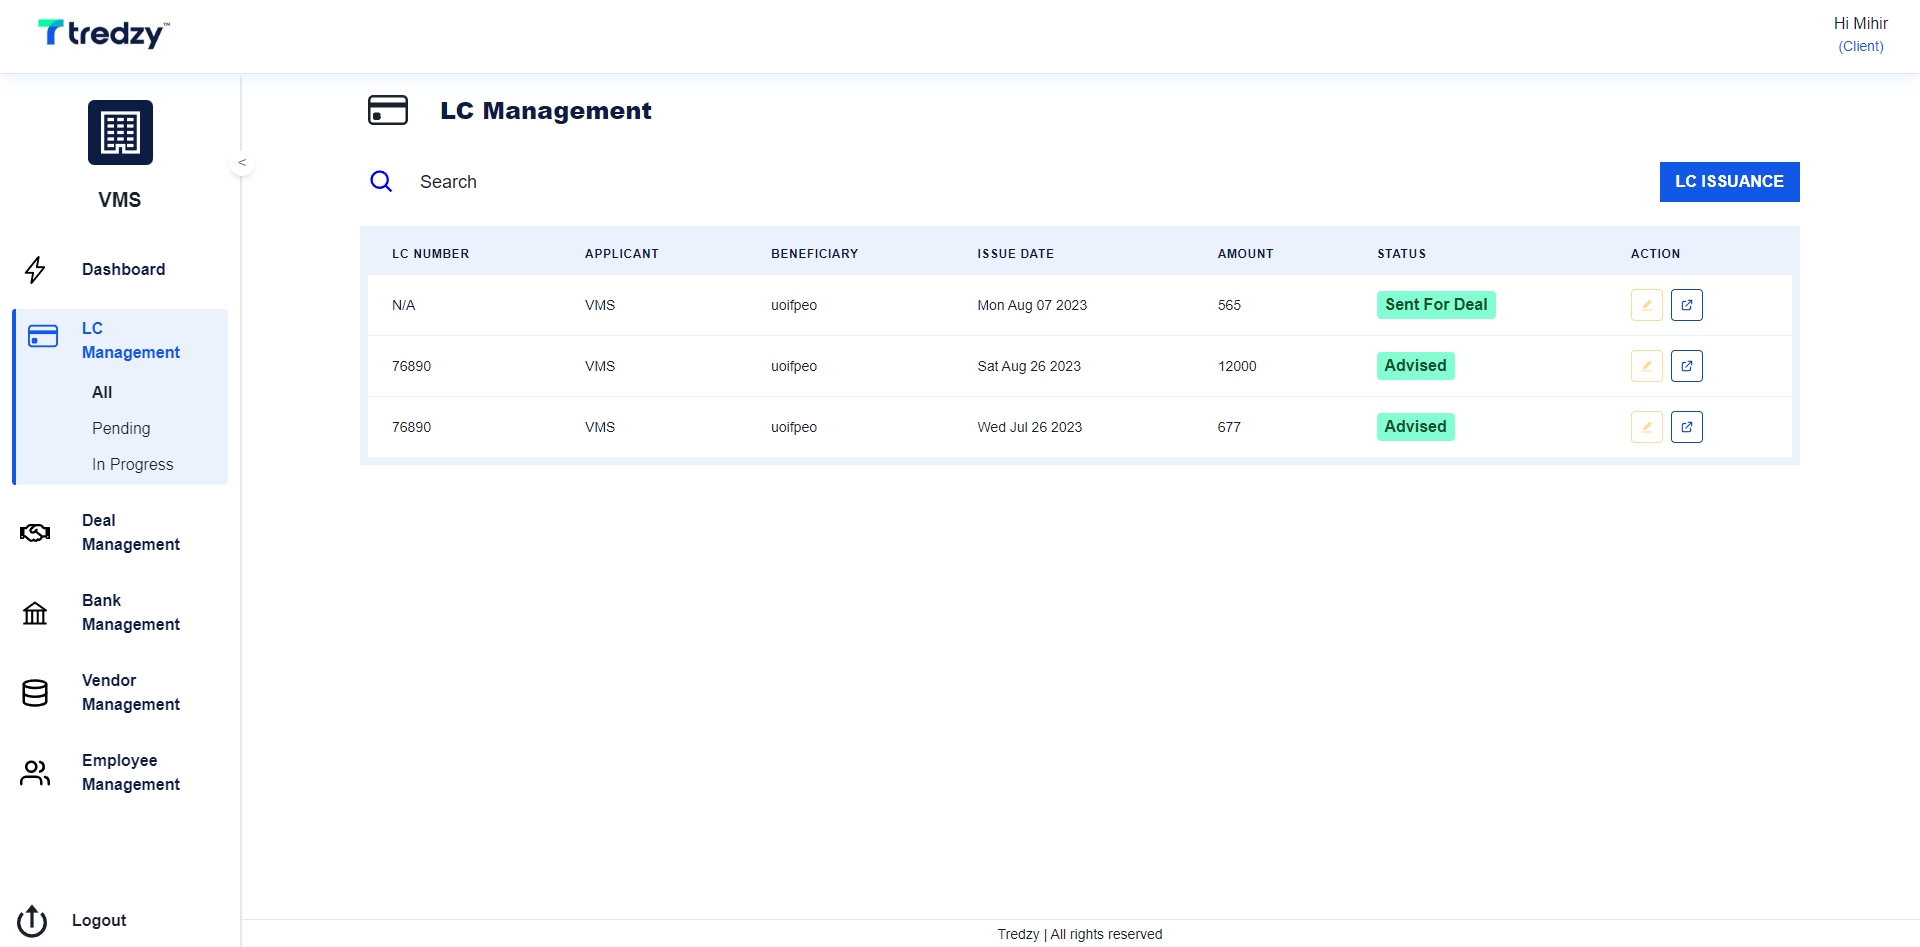 tredzy™
Hi Mihir
(Client)
<
VMS
Dashboard
LC
Management
All
Pending
In Progress
Deal
Management
Bank
Management
Vendor
Management
Employee
Management
Logout
LC Management
Search
LC ISSUANCE
LC NUMBER APPLICANT BENEFICIARY ISSUE DATE AMOUNT STATUS ACTION
N/A VMS uoifpeo Mon Aug 07 2023 565 Sent For Deal
76890 VMS uoifpeo Sat Aug 26 2023 12000 Advised
76890 VMS uoifpeo Wed Jul 26 2023 677 Advised
Tredzy | All rights reserved